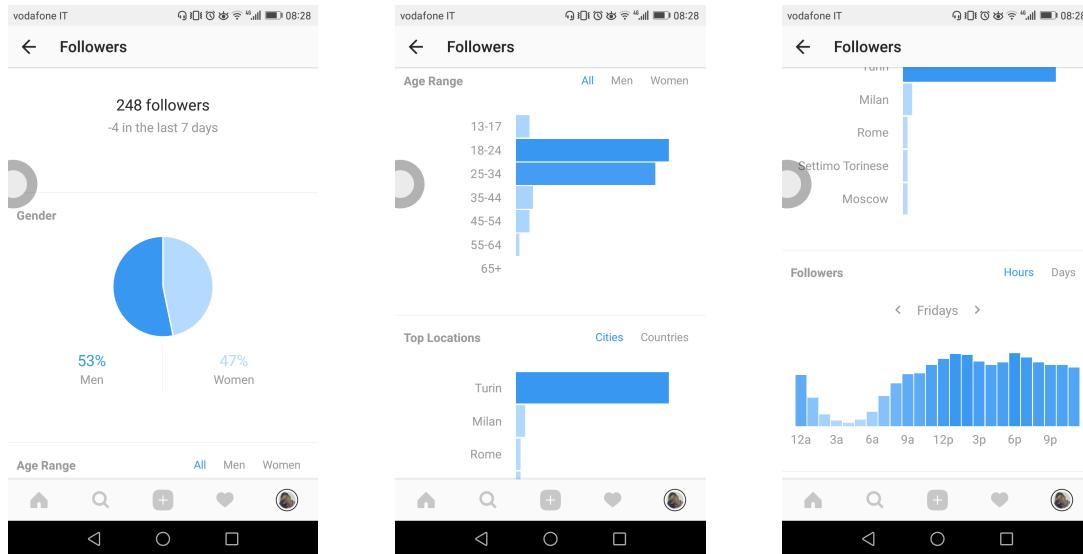 vodafone IT 08:28
Followers
248 followers
-4 in the last 7 days
Gender
53%
Men
47%
Women
Age Range All Men Women
vodafone IT 46 08:28
Followers
Age Range All Men Women
13-17
18-24
25-34
35-44
45-54
55-64
65+
Top Locations Cities Countries
Turin
Milan
Rome
vodafone IT 46 08:28
Followers
Turin
Milan
Rome
Settimo Torinese
Moscow
Followers Hours Days
Fridays
12a 3a 6a 9a 12p 3p 6p 9p